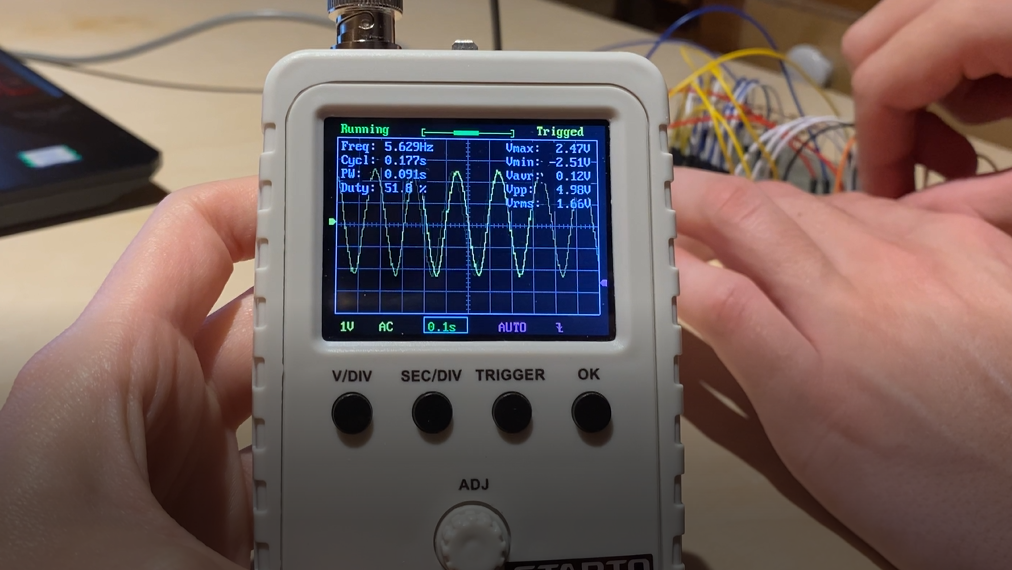 Running Trigged
Freq: 5.629Hz Vmax: 2.47V
Cycl: 0.177s Vmin: -2.51V
PW: 0.091s Vavr: 0.12V
Duty: 51.8 % Vpp: 4.98V
Vrms: 1.66V
1V AC 0.1s AUTO
V/DIV SEC/DIV TRIGGER OK
ADJ